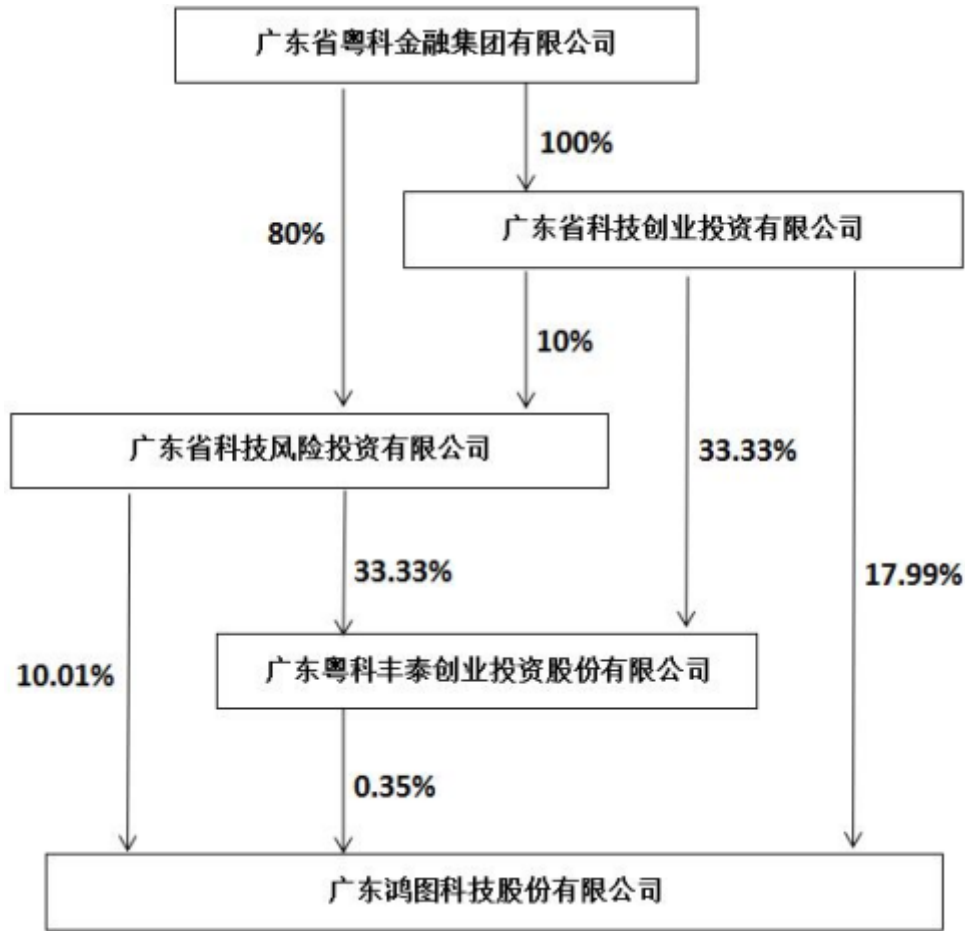 广东省粤科金融集团有限公司
100%
80%
广东省科技创业投资有限公司
10%
广东省科技风险投资有限公司
33.33%
33.33%
17.99%
10.01%
广东粤科丰泰创业投资股份有限公司
0.35%
广东鸿图科技股份有限公司